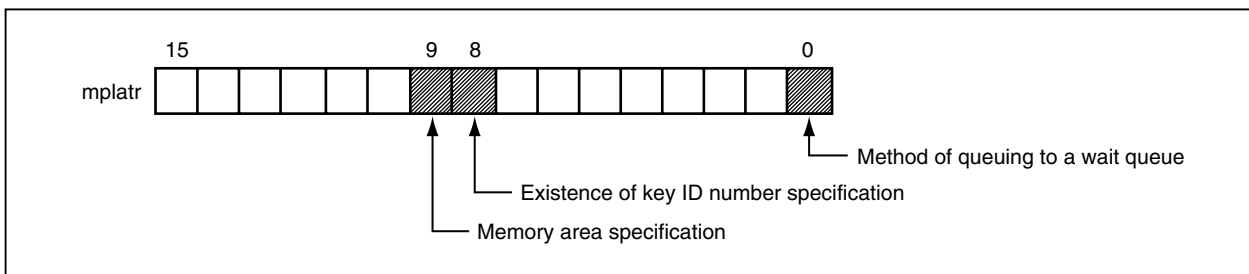 15 9 8 0
mplatr
Method of queuing to a wait queue
Existence of key ID number specification
Memory area specification